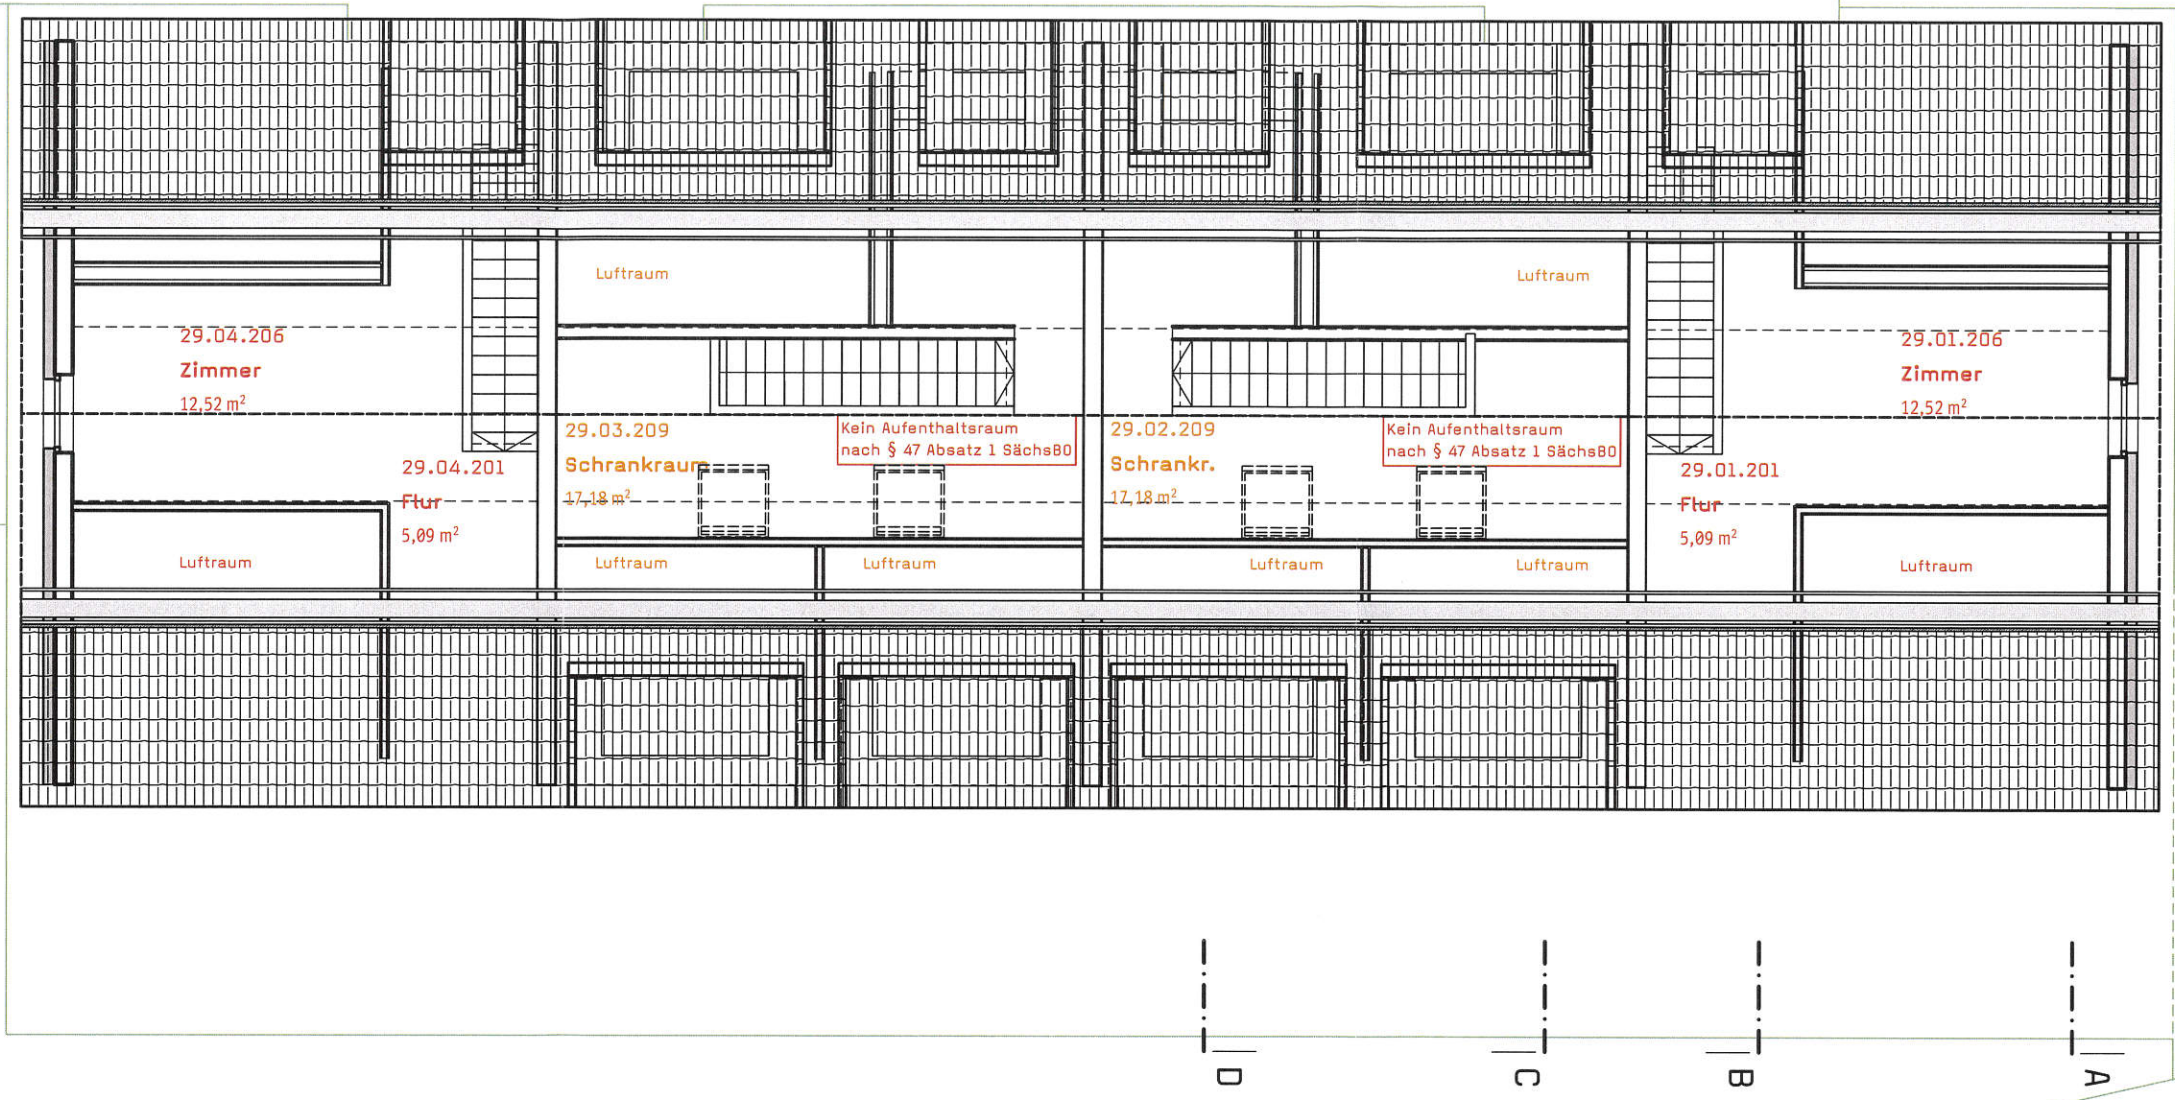 Luftraum
Luftraum
29.04.206
Zimmer
12,52 m²
29.01.206
Zimmer
12,52 m²
29.04.201
Flur
5,09 m²
29.03.209
Schrankraum
17,18 m²
Kein Aufenthaltsraum
nach § 47 Absatz 1 SächsBO
29.02.209
Schrankr.
17,18 m²
Kein Aufenthaltsraum
nach § 47 Absatz 1 SächsBO
29.01.201
Flur
5,09 m²
Luftraum
Luftraum
Luftraum
Luftraum
Luftraum
Luftraum
D
C
B
A